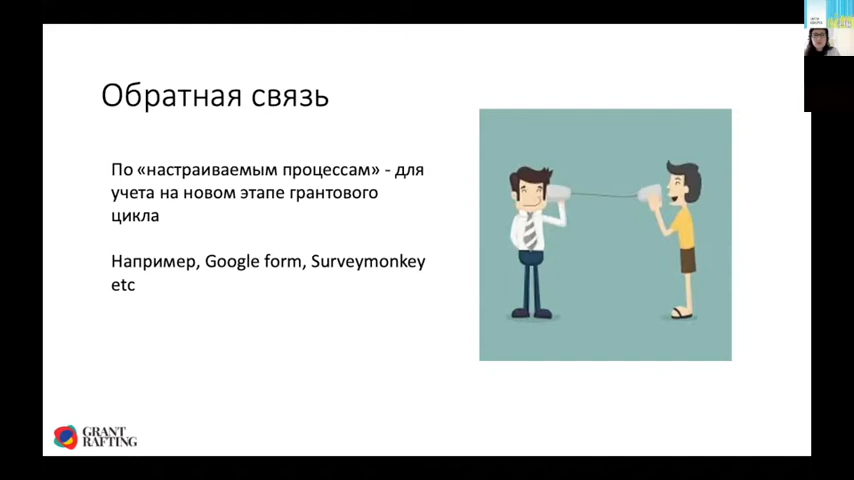 Обратная связь
По «настраиваемым процессам» - для
учета на новом этапе грантового
цикла
Например, Google form, Surveymonkey
etc
GRANT
RAFTING